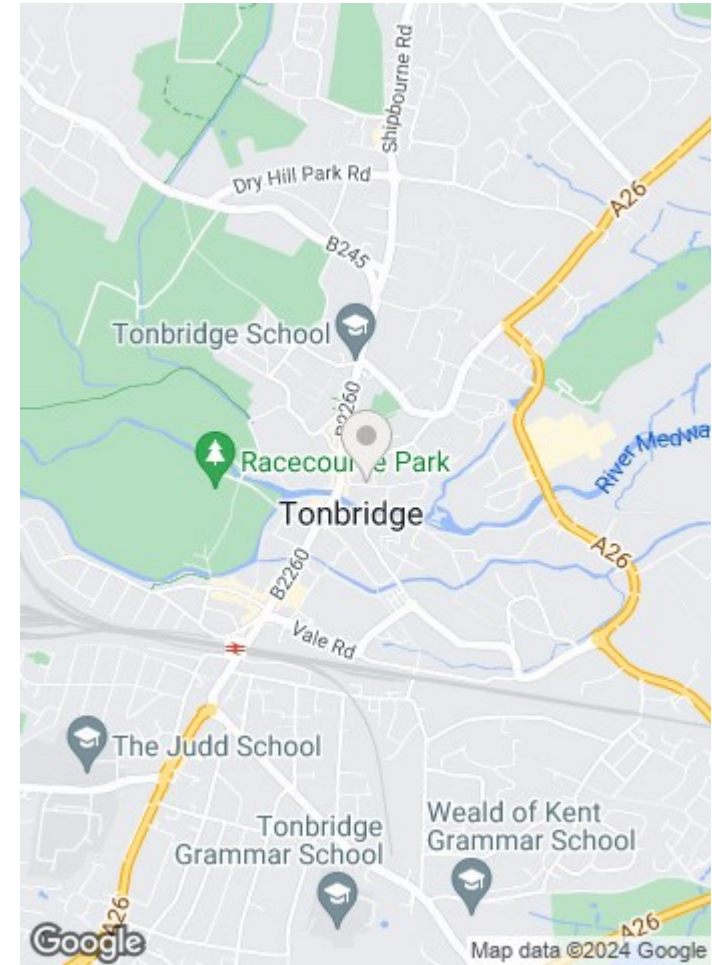 Shipbourne Rd
Dry Hill Park Rd
A26
B245
Tonbridge School
B2260
Racecourse Park
River Medwa
Tonbridge
A26
B2260
Vale Rd
The Judd School
Tonbridge
Grammar School
Weald of Kent
Grammar School
A26
A26
Google
Map data ©2024 Google